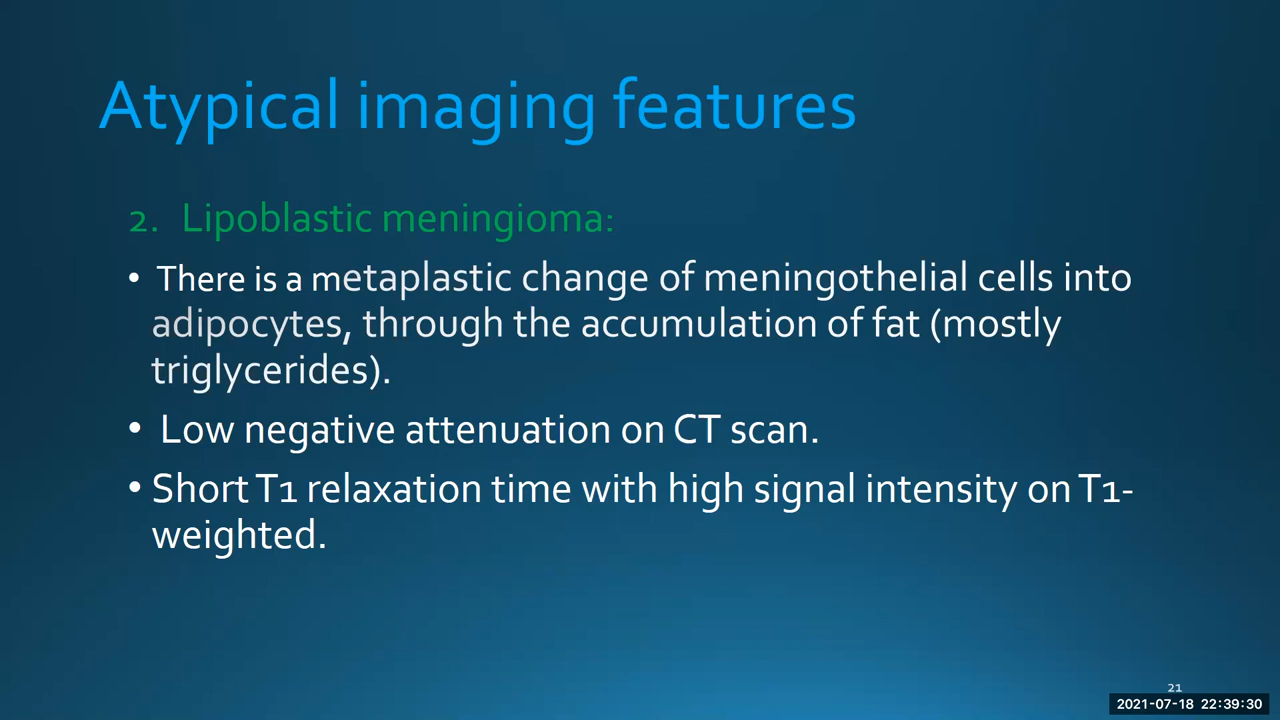 Atypical imaging features
2. Lipoblastic meningioma:
• There is a metaplastic change of meningothelial cells into
adipocytes, through the accumulation of fat (mostly
triglycerides).
• Low negative attenuation on CT scan.
• Short T1 relaxation time with high signal intensity on T1-
weighted.
21
2021-07-18 22:39:30